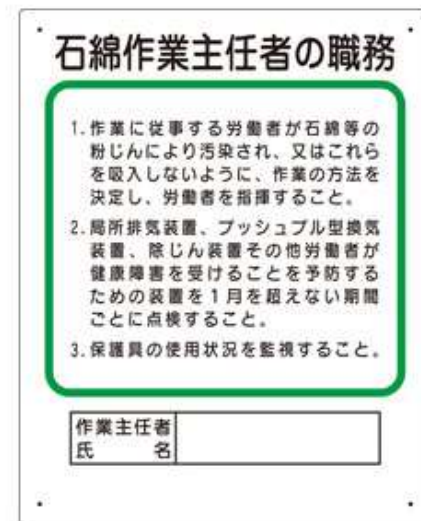 石綿作業主任者の職務
1.作業に従事する労働者が石綿等の
粉じんにより汚染され、又はこれら
を吸入しないように、作業の方法を
決定し、労働者を指揮すること。
2.局所排気装置、プッシュプル型換気
装置、除じん装置その他労働者が
健康障害を受けることを予防する
ための装置を1月を超えない期間
ごとに点検すること。
3.保護具の使用状況を監視すること。
作業主任者
氏 名